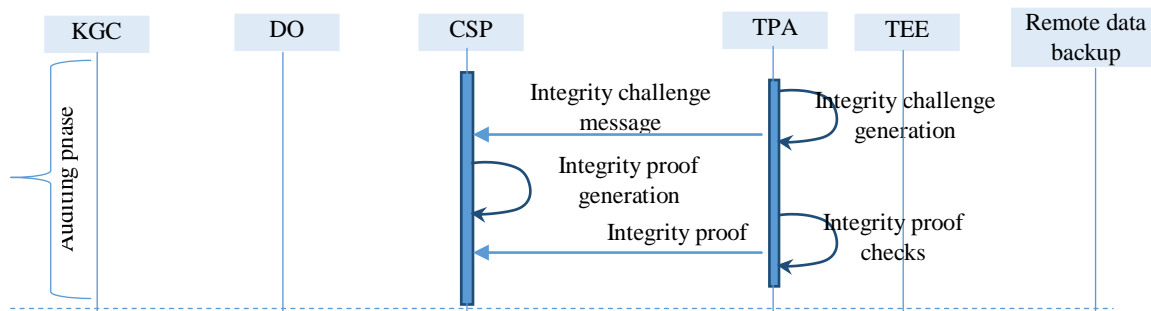 KGC
DO
CSP
TPA
TEE
Remote data
backup
Integrity challenge
message
Integrity challenge
generation
Integrity proof
generation
Integrity proof
Integrity proof
checks
Auditing pnase